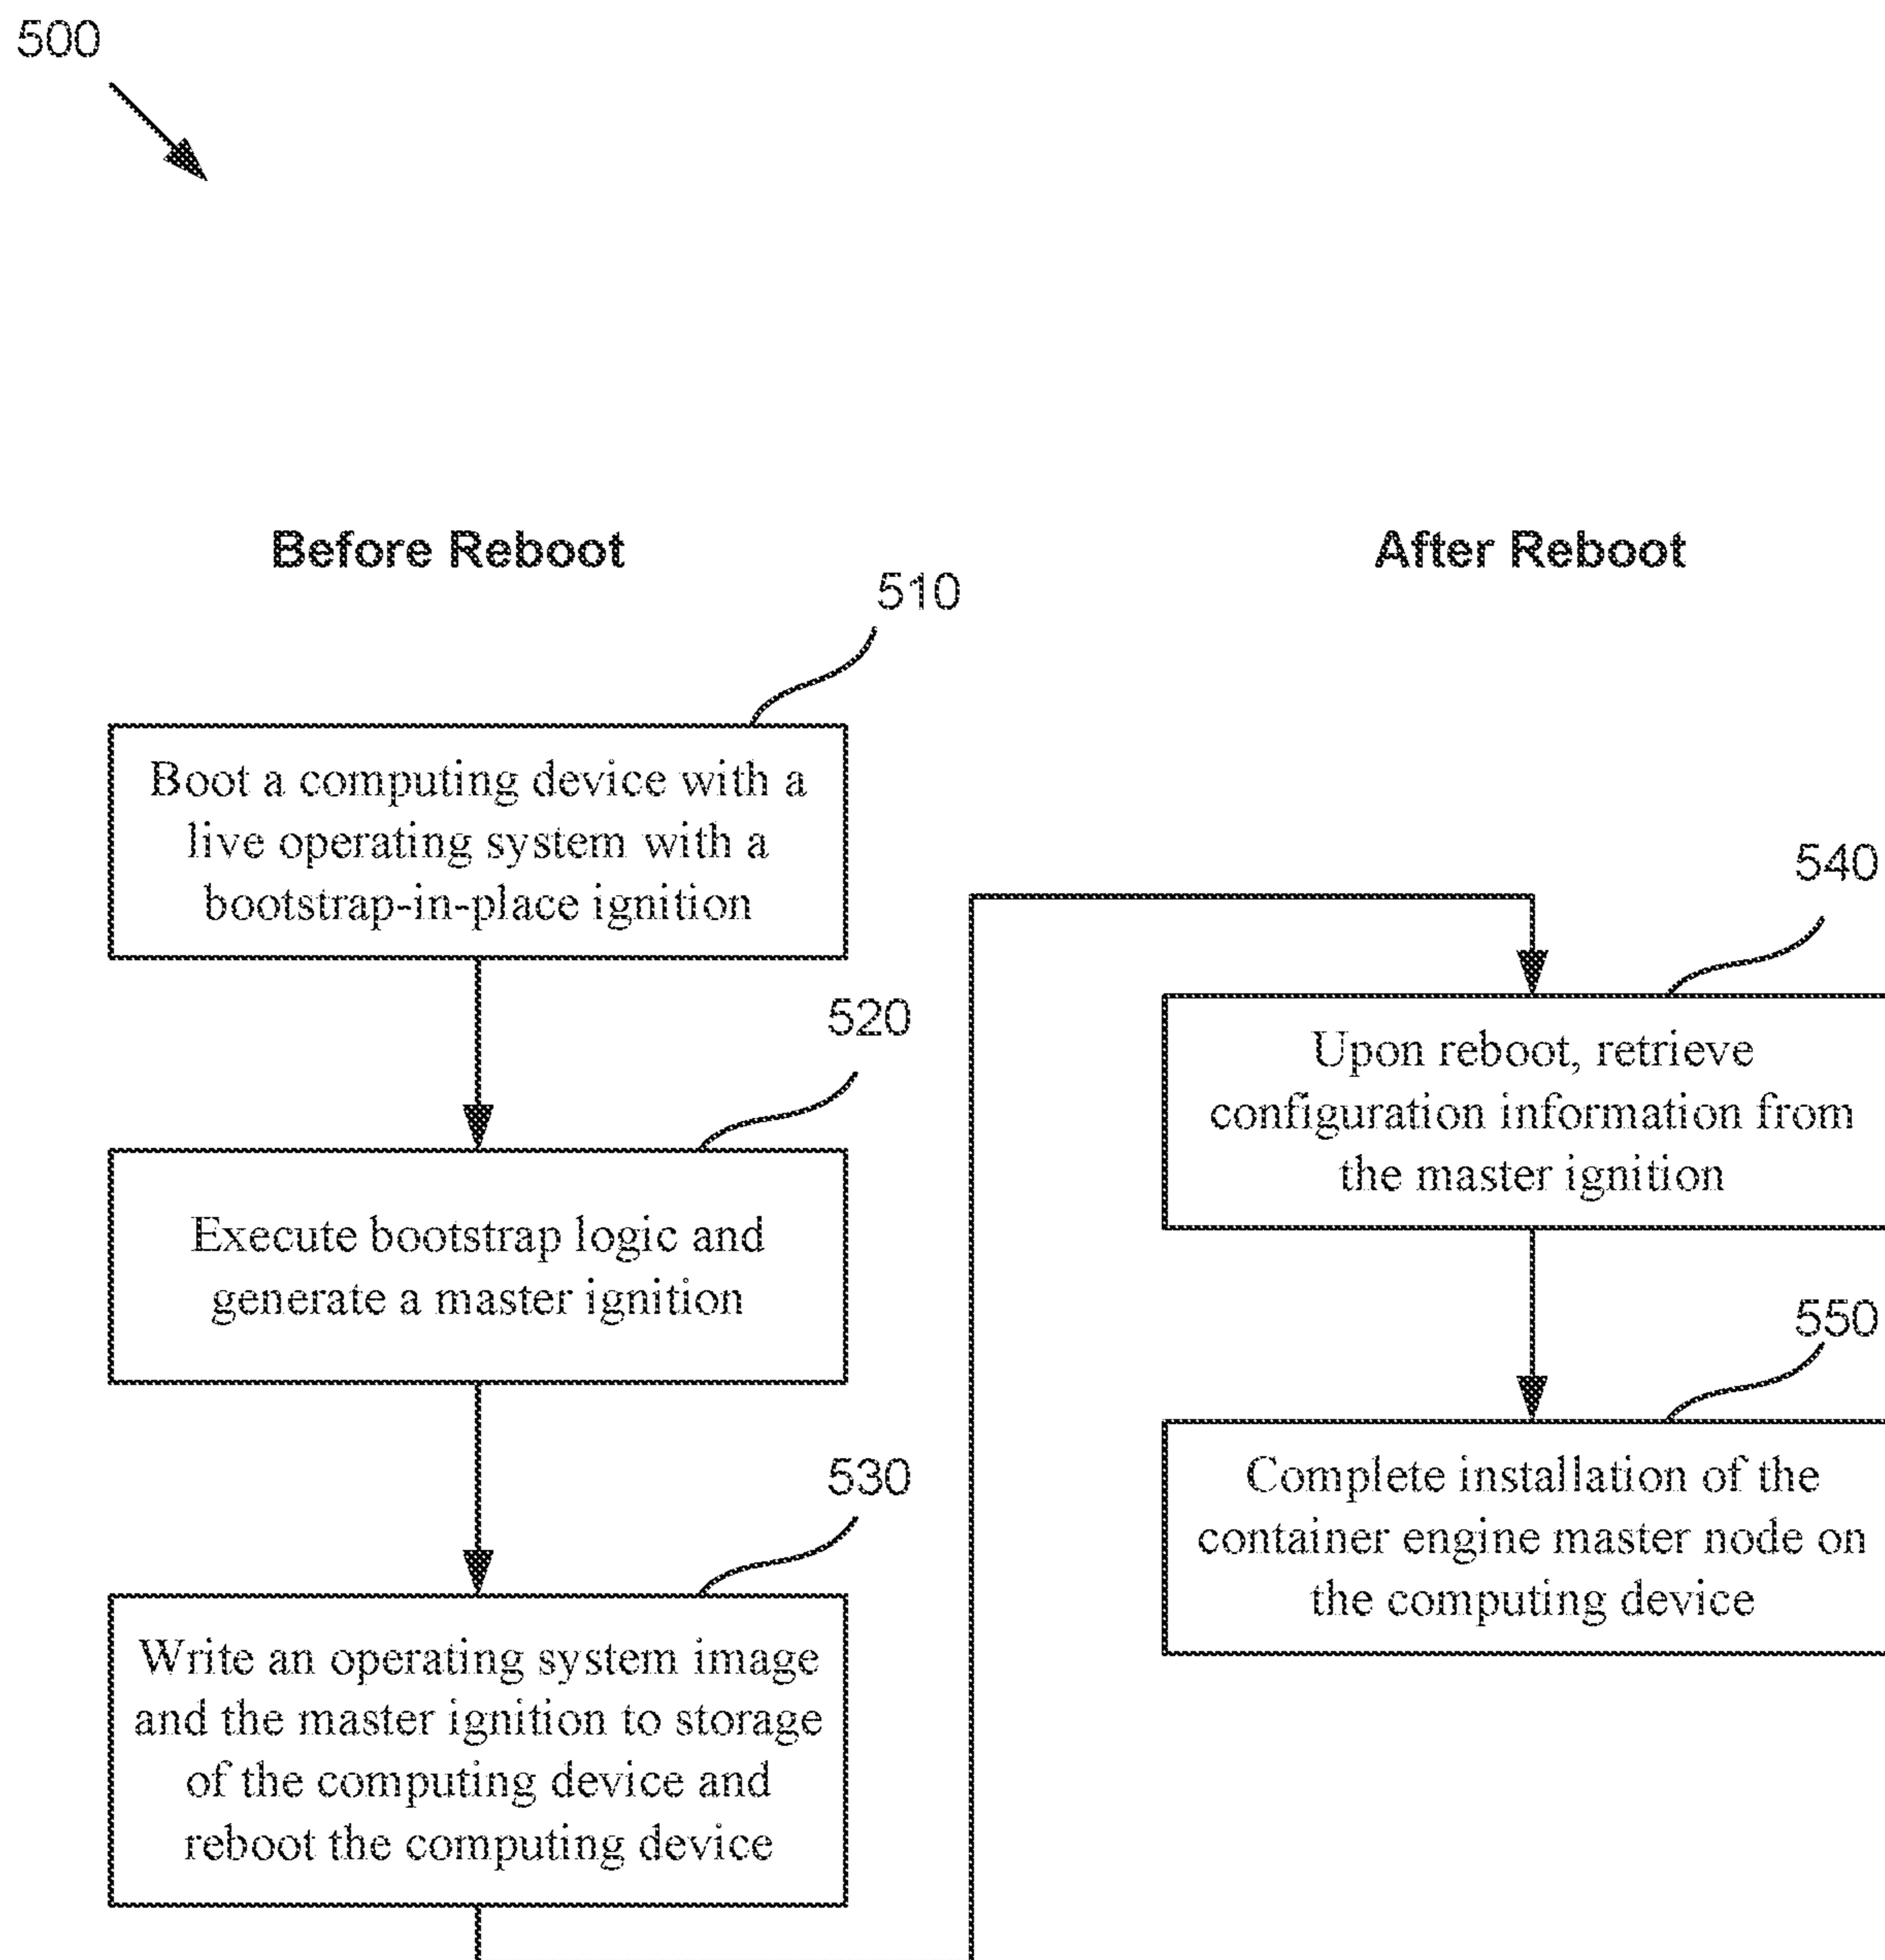 500
Before Reboot
510
Boot a computing device with a
live operating system with a
bootstrap-in-place ignition
520
Execute bootstrap logic and
generate a master ignition
530
Write an operating system image
and the master ignition to storage
of the computing device and
reboot the computing device
After Reboot
540
Upon reboot, retrieve
configuration information from
the master ignition
550
Complete installation of the
container engine master node on
the computing device